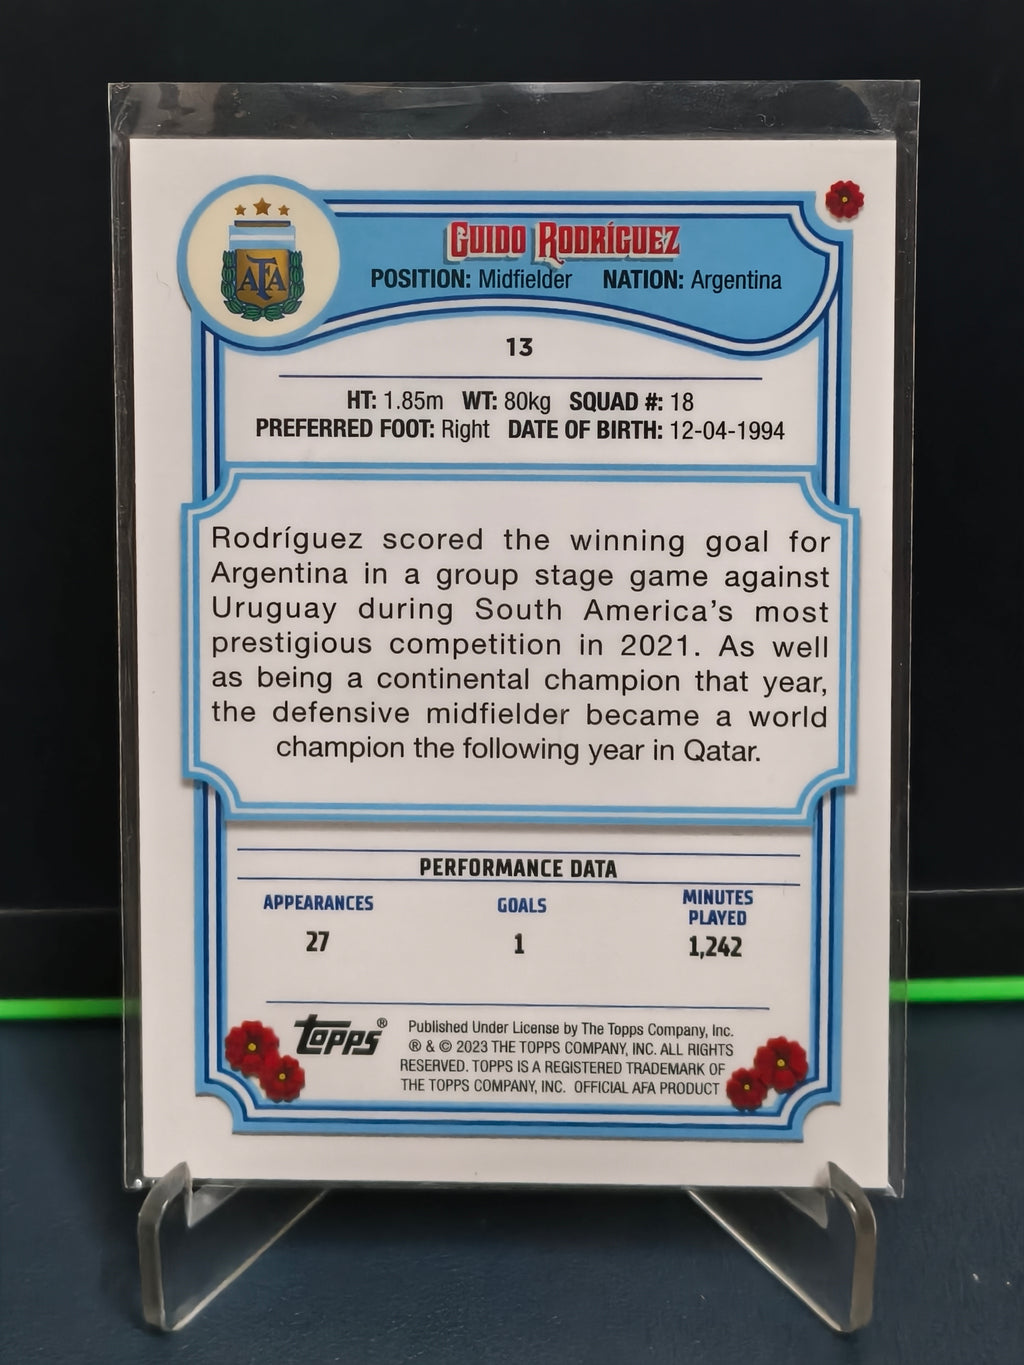 AFA
GUIDO RODRÍGUEZ
POSITION: Midfielder NATION: Argentina
13
HT: 1.85m WT: 80kg SQUAD #: 18
PREFERRED FOOT: Right DATE OF BIRTH: 12-04-1994
Rodríguez scored the winning goal for
Argentina in a group stage game against
Uruguay during South America's most
prestigious competition in 2021. As well
as being a continental champion that year,
the defensive midfielder became a world
champion the following year in Qatar.
PERFORMANCE DATA
APPEARANCES GOALS MINUTES PLAYED
27 1 1,242
Topps®
Published Under License by The Topps Company, Inc.
® & © 2023 THE TOPPS COMPANY, INC. ALL RIGHTS
RESERVED. TOPPS IS A REGISTERED TRADEMARK OF
THE TOPPS COMPANY, INC. OFFICIAL AFA PRODUCT